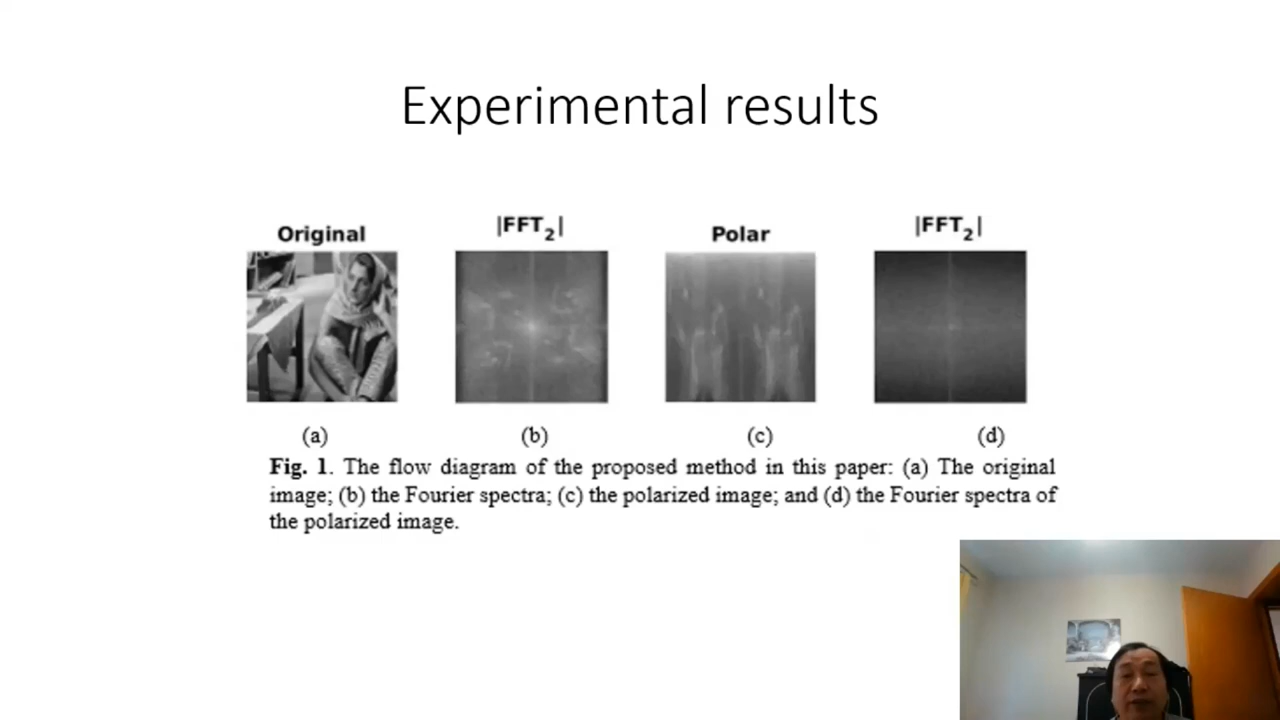 Experimental results
Original |FFT2| Polar |FFT2|
(a) (b) (c) (d)
Fig. 1. The flow diagram of the proposed method in this paper: (a) The original
image; (b) the Fourier spectra; (c) the polarized image; and (d) the Fourier spectra of
the polarized image.